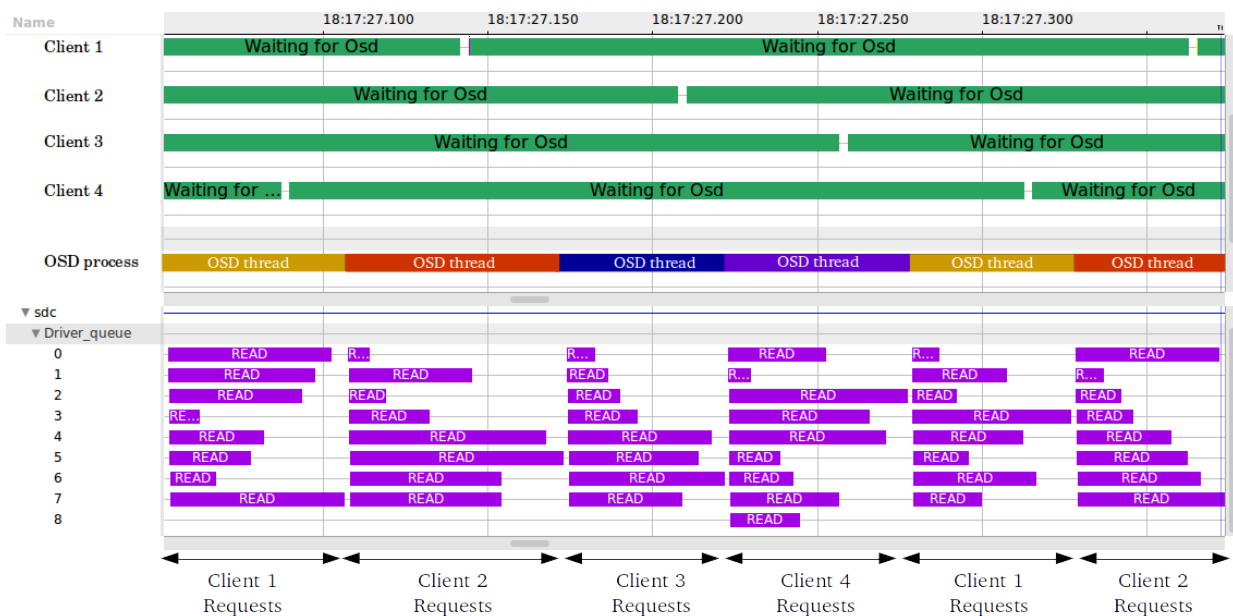 Name 18:17:27.100 18:17:27.150 18:17:27.200 18:17:27.250 18:17:27.300
Client 1 Waiting for Osd Waiting for Osd
Client 2 Waiting for Osd Waiting for Osd
Client 3 Waiting for Osd Waiting for Osd
Client 4 Waiting for ... Waiting for Osd Waiting for Osd
OSD process OSD thread OSD thread OSD thread OSD thread OSD thread OSD thread
▼ sdc
▼ Driver_queue
0 READ R... R... READ R... READ
1 READ READ READ R... READ R...
2 READ READ READ READ READ READ
3 RE... READ READ READ READ READ
4 READ READ READ READ READ READ
5 READ READ READ READ READ READ
6 READ READ READ READ READ READ
7 READ READ READ READ READ READ
8 READ
Client 1 Client 2 Client 3 Client 4 Client 1 Client 2
Requests Requests Requests Requests Requests Requests